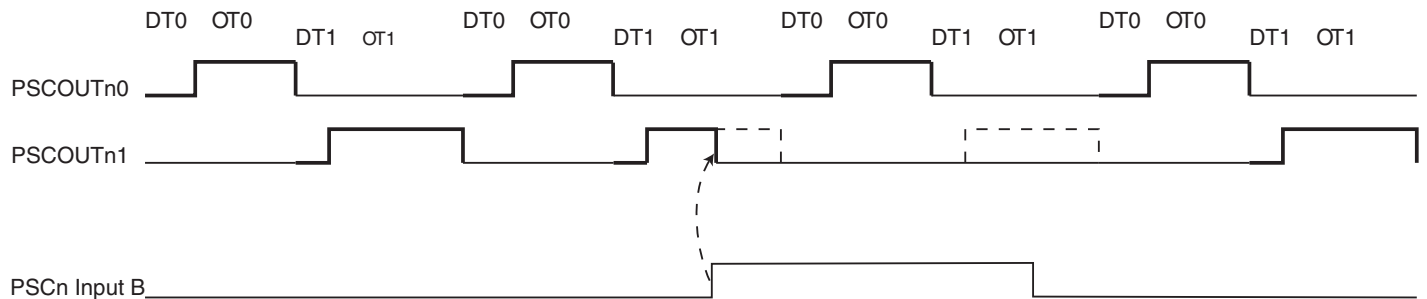 DT0 OT0 DT0 OT0 DT0 OT0 DT0 OT0
DT1 OT1 DT1 OT1 DT1 OT1 DT1 OT1
PSCOUTn0
PSCOUTn1
PSCn Input B